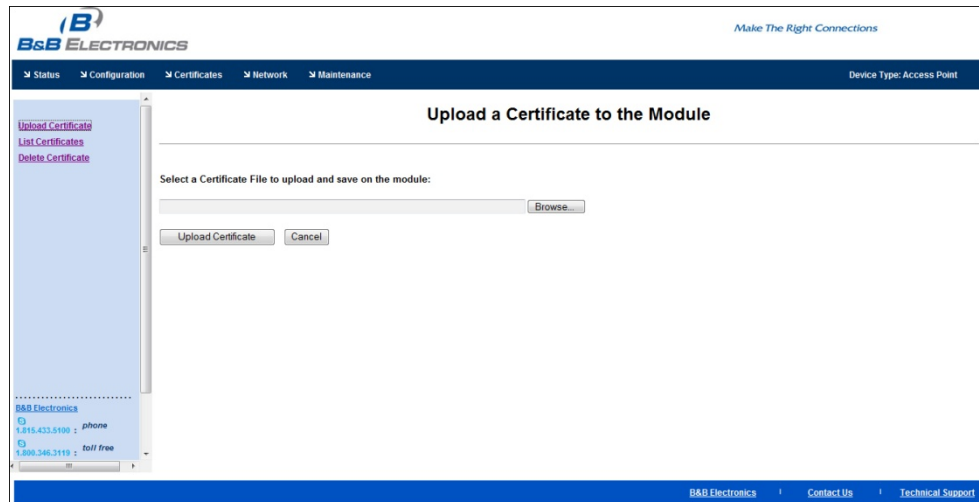 B
B&B ELECTRONICS
Make The Right Connections
Status Configuration Certificates Network Maintenance Device Type: Access Point
Upload Certificate
List Certificates
Delete Certificate
Upload a Certificate to the Module
Select a Certificate File to upload and save on the module:
Browse...
Upload Certificate Cancel
B&B Electronics
1.815.433.5100 : phone
1.800.346.3119 : toll free
B&B Electronics | Contact Us | Technical Support